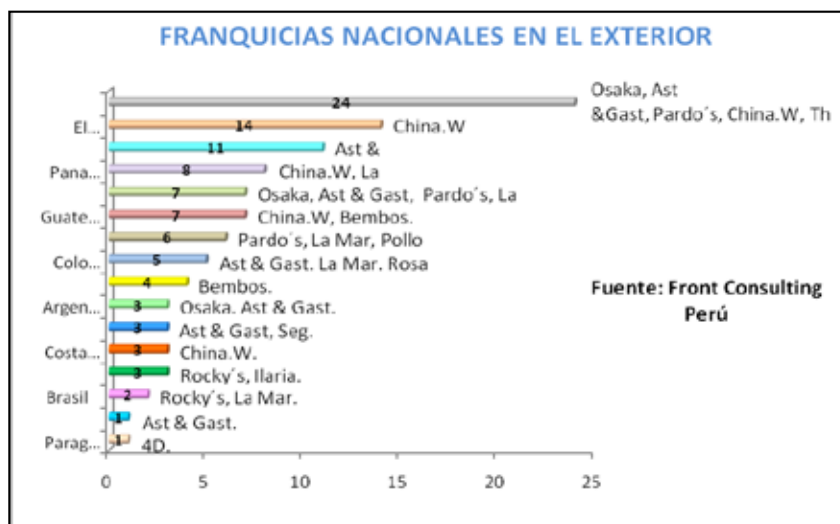 FRANQUICIAS NACIONALES EN EL EXTERIOR
24 Osaka, Ast
&Gast, Pardo´s, China.W, Th
El... 14 China.W
11 Ast &
Pana... 8 China.W, La
7 Osaka, Ast & Gast, Pardo´s, La
Guate... 7 China.W, Bembos.
6 Pardo´s, La Mar, Pollo
Colo... 5 Ast & Gast. La Mar. Rosa
4 Bembos.
Argen... 3 Osaka. Ast & Gast.
3 Ast & Gast, Seg.
Costa... 3 China.W.
3 Rocky´s, Ilaria.
Brasil 2 Rocky´s, La Mar.
1 Ast & Gast.
Parag... 1 4D.
0 5 10 15 20 25
Fuente: Front Consulting
Perú